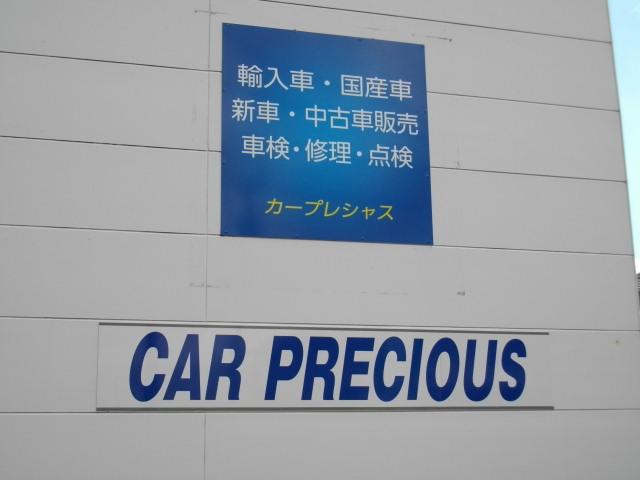 輸入車・国産車
新車・中古車販売
車検・修理・点検
カープレシャス
CAR PRECIOUS